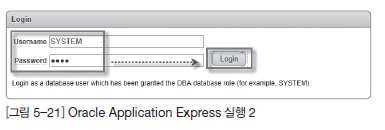 Login
Username SYSTEM
Password ••••
Login
Login as a database user which has been granted the DBA database role (for example, SYSTEM).
[그림 5-21] Oracle Application Express 실행 2